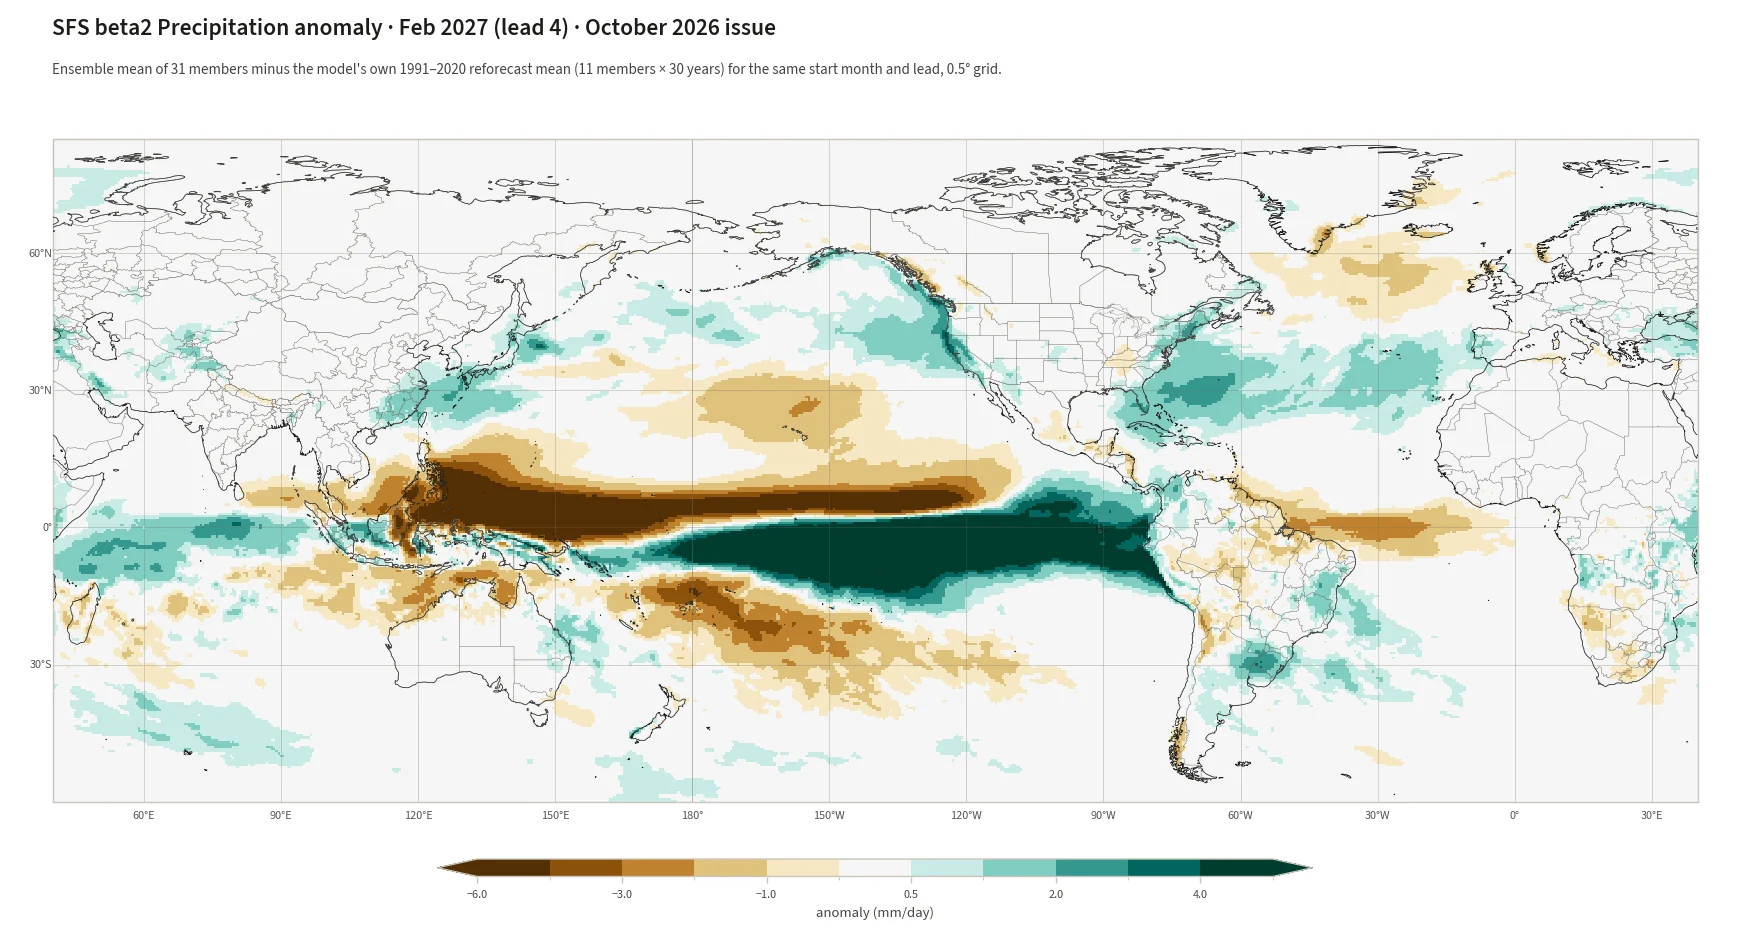 SFS beta2 Precipitation anomaly · Feb 2027 (lead 4) · October 2026 issue
Ensemble mean of 31 members minus the model's own 1991–2020 reforecast mean (11 members × 30 years) for the same start month and lead, 0.5° grid.
60°N
30°N
0°
30°S
60°E
90°E
120°E
150°E
180°
150°W
120°W
90°W
60°W
30°W
0°
30°E
−6.0
−3.0
−1.0
0.5
2.0
4.0
anomaly (mm/day)